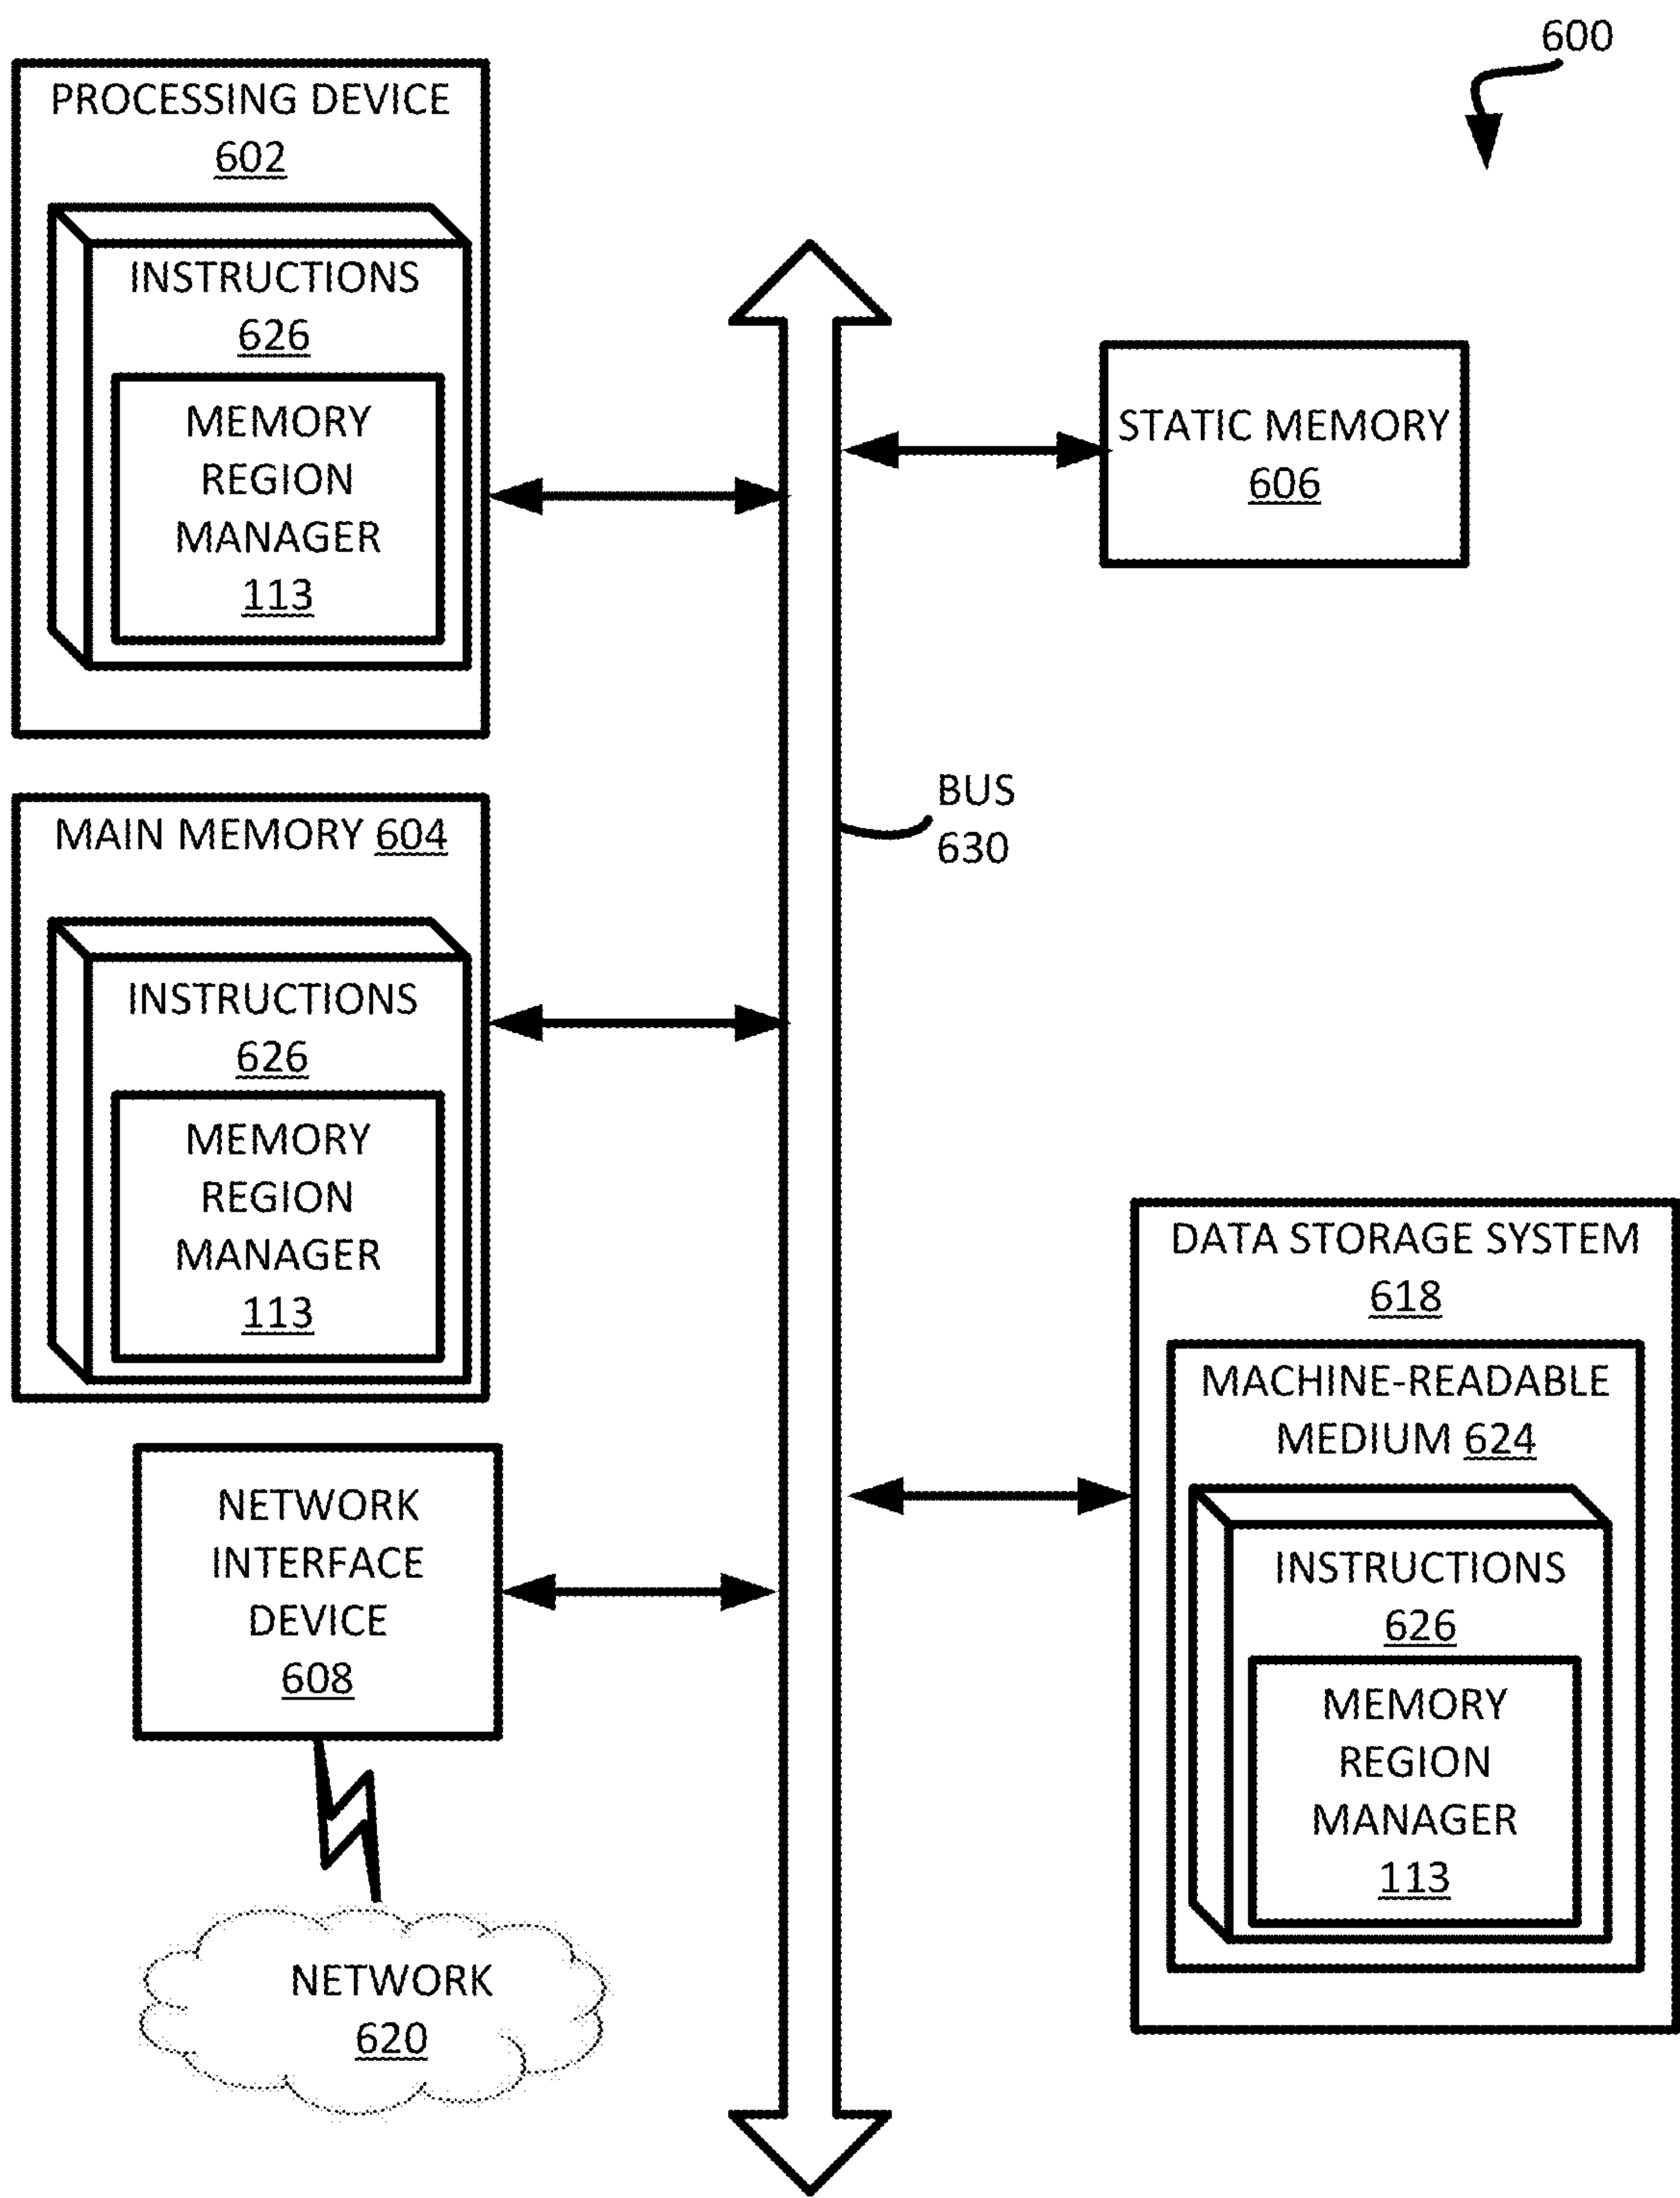 600
PROCESSING DEVICE
602
INSTRUCTIONS
626
MEMORY
REGION
MANAGER
113
STATIC MEMORY
606
BUS
630
MAIN MEMORY 604
INSTRUCTIONS
626
MEMORY
REGION
MANAGER
113
DATA STORAGE SYSTEM
618
MACHINE-READABLE
MEDIUM 624
INSTRUCTIONS
626
MEMORY
REGION
MANAGER
113
NETWORK
INTERFACE
DEVICE
608
NETWORK
620